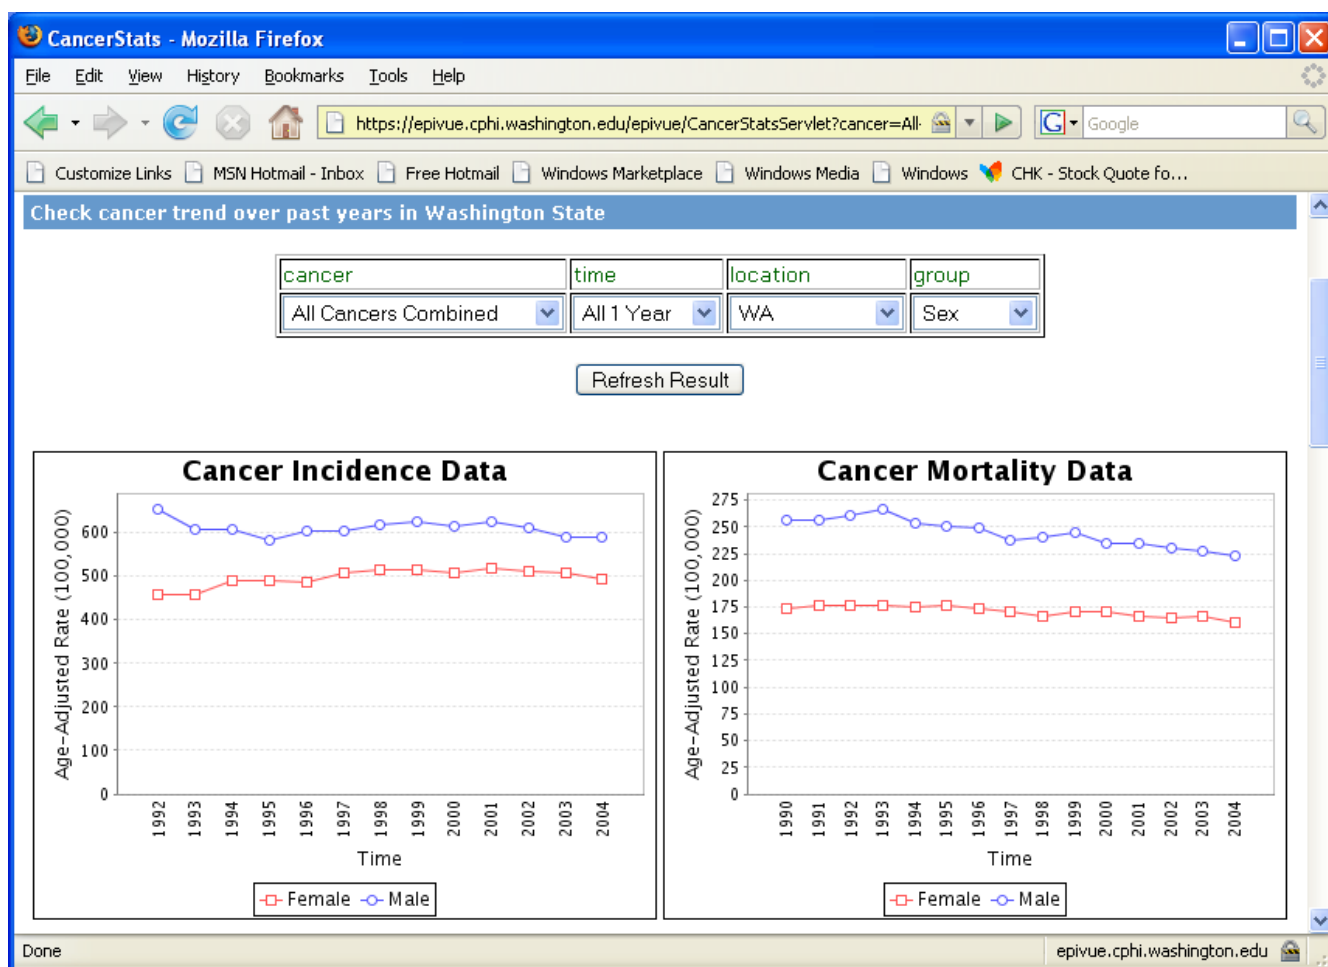 CancerStats - Mozilla Firefox
File Edit View History Bookmarks Tools Help
https://epivue.cphi.washington.edu/epivue/CancerStatsServlet?cancer=All- G Google
Customize Links MSN Hotmail - Inbox Free Hotmail Windows Marketplace Windows Media Windows CHK - Stock Quote fo...
Check cancer trend over past years in Washington State
cancer time location group
All Cancers Combined All 1 Year WA Sex
Refresh Result
Cancer Incidence Data
Age-Adjusted Rate (100,000)
600
500
400
300
200
100
0
1992 1993 1994 1995 1996 1997 1998 1999 2000 2001 2002 2003 2004
Time
Female Male
Cancer Mortality Data
Age-Adjusted Rate (100,000)
275
250
225
200
175
150
125
100
75
50
25
0
1990 1991 1992 1993 1994 1995 1996 1997 1998 1999 2000 2001 2002 2003 2004
Time
Female Male
Done epivue.cphi.washington.edu